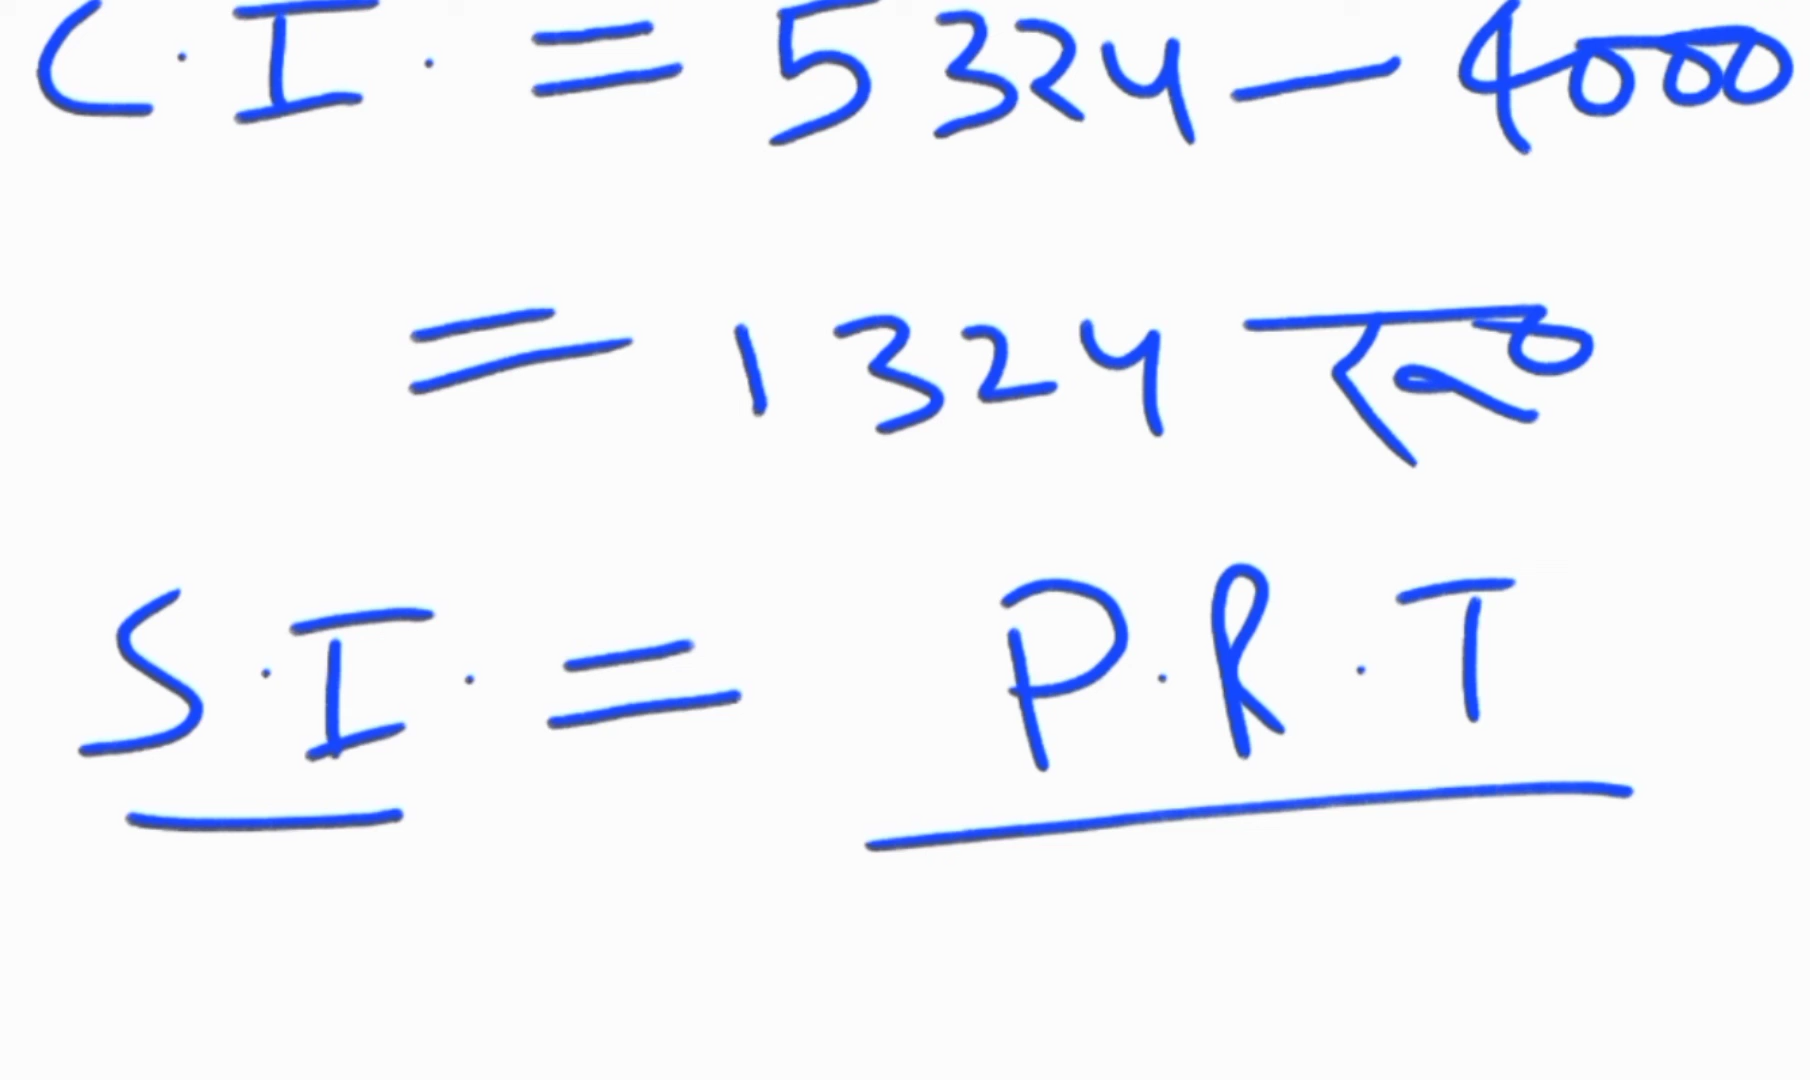 C.I. = 5324 - 4000
= 1324 रु०
S.I. = P.R.T